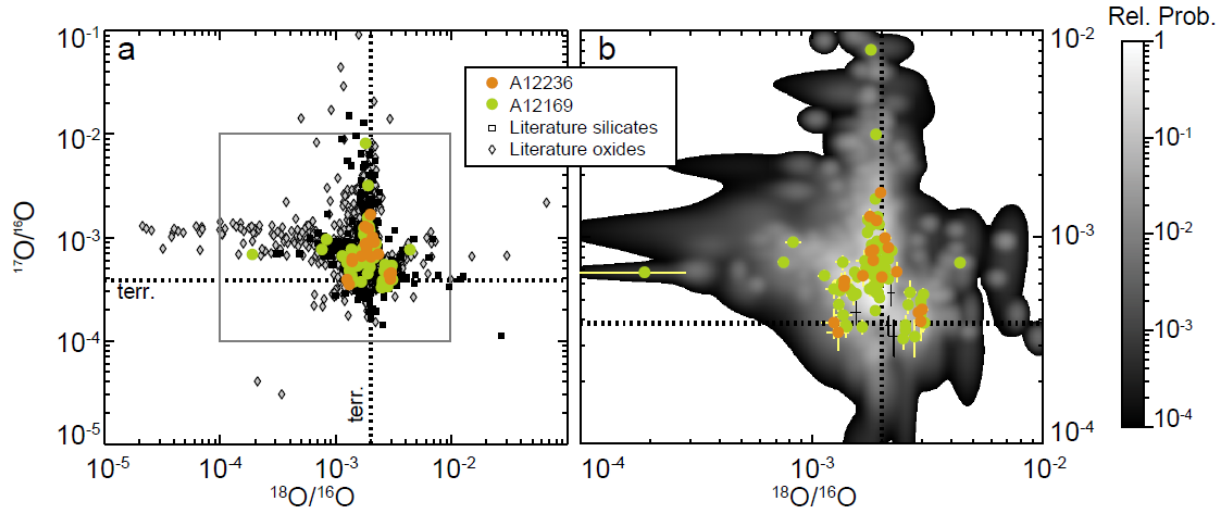 Rel. Prob.
a
b
A12236
A12169
Literature silicates
Literature oxides
10⁻¹
10⁻²
10⁻³
10⁻⁴
10⁻⁵
¹⁷O/¹⁶O
terr.
terr.
10⁻⁵
10⁻⁴
10⁻³
10⁻²
¹⁸O/¹⁶O
10⁻⁴
10⁻³
10⁻²
¹⁸O/¹⁶O
10⁻²
10⁻³
10⁻⁴
1
10⁻¹
10⁻²
10⁻³
10⁻⁴